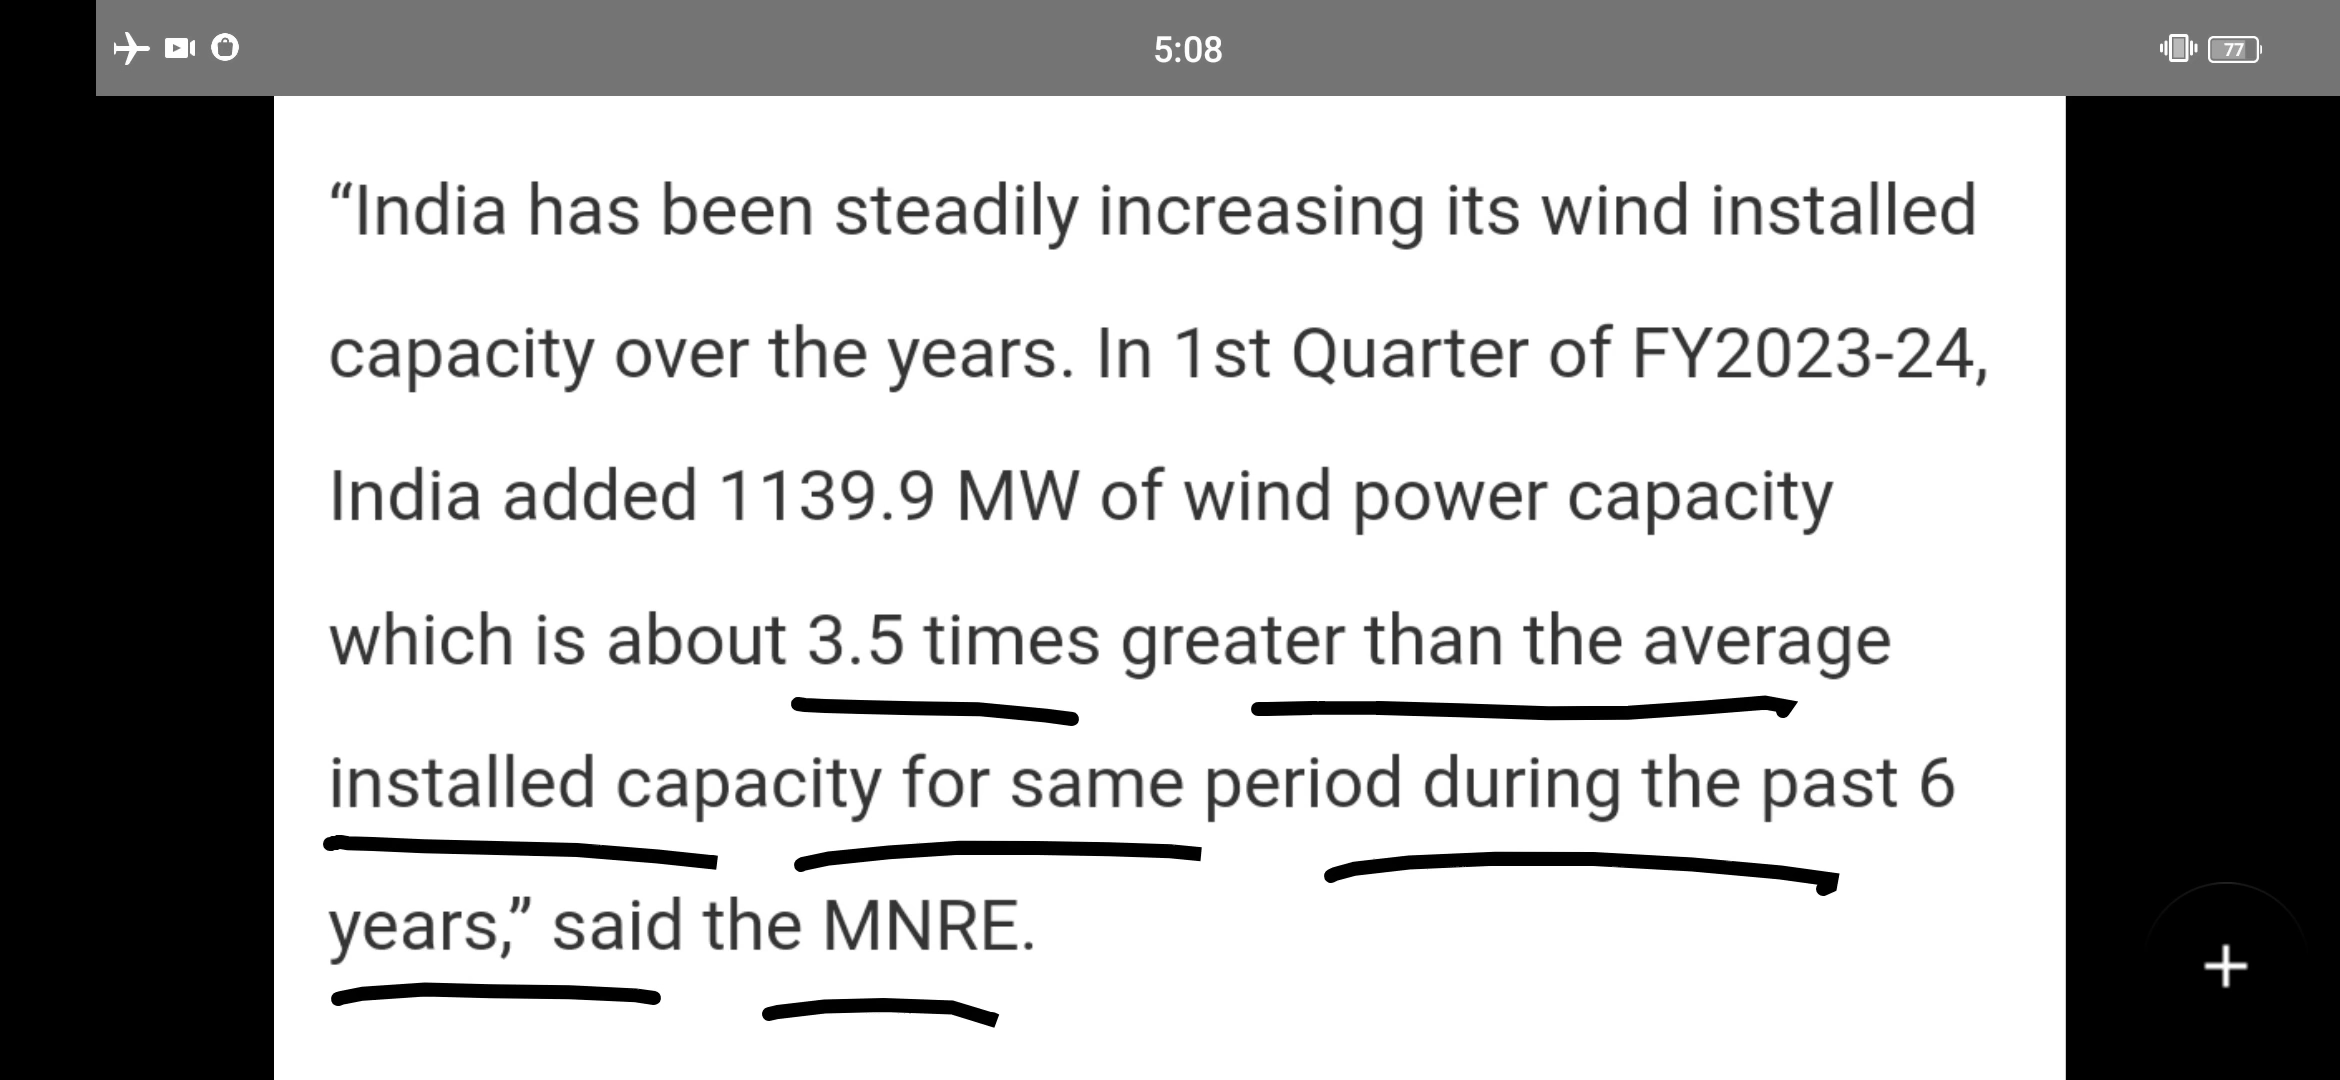 5:08
77
“India has been steadily increasing its wind installed
capacity over the years. In 1st Quarter of FY2023-24,
India added 1139.9 MW of wind power capacity
which is about 3.5 times greater than the average
installed capacity for same period during the past 6
years,” said the MNRE.
+